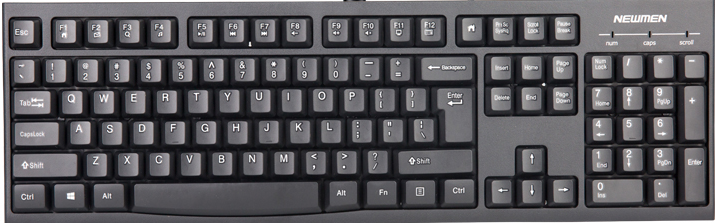 NEWMEN
num caps scroll
Esc F1 F2 F3 F4 F5 F6 F7 F8 F9 F10 F11 F12 PrtSc SysRq Scroll Lock Pause Break
~ ` ! 1 @ 2 # 3 $ 4 % 5 ^ 6 & 7 * 8 ( 9 ) 0 _ - + = Backspace Insert Home Page Up Num Lock / * -
Tab Q W E R T Y U I O P { [ } ] Enter Delete End Page Down 7 Home 8 9 PgUp +
CapsLock A S D F G H J K L : ; " ' | \ 4 5 6
Shift Z X C V B N M < , > . ? / Shift 1 End 2 3 PgDn Enter
Ctrl Alt Alt Fn Ctrl 0 Ins . Del